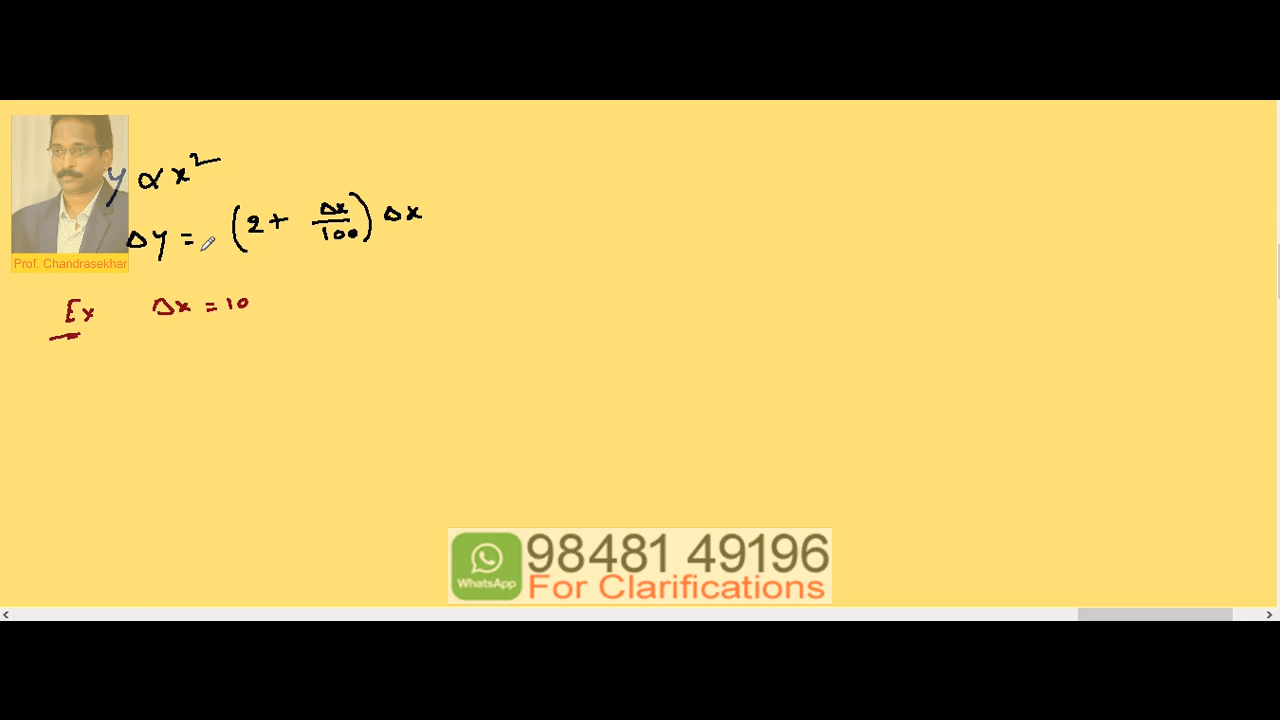 y ∝ x²
Δy = (2 + Δx/100) Δx
Prof. Chandrasekhar
Ex Δx = 10
WhatsApp
98481 49196
For Clarifications